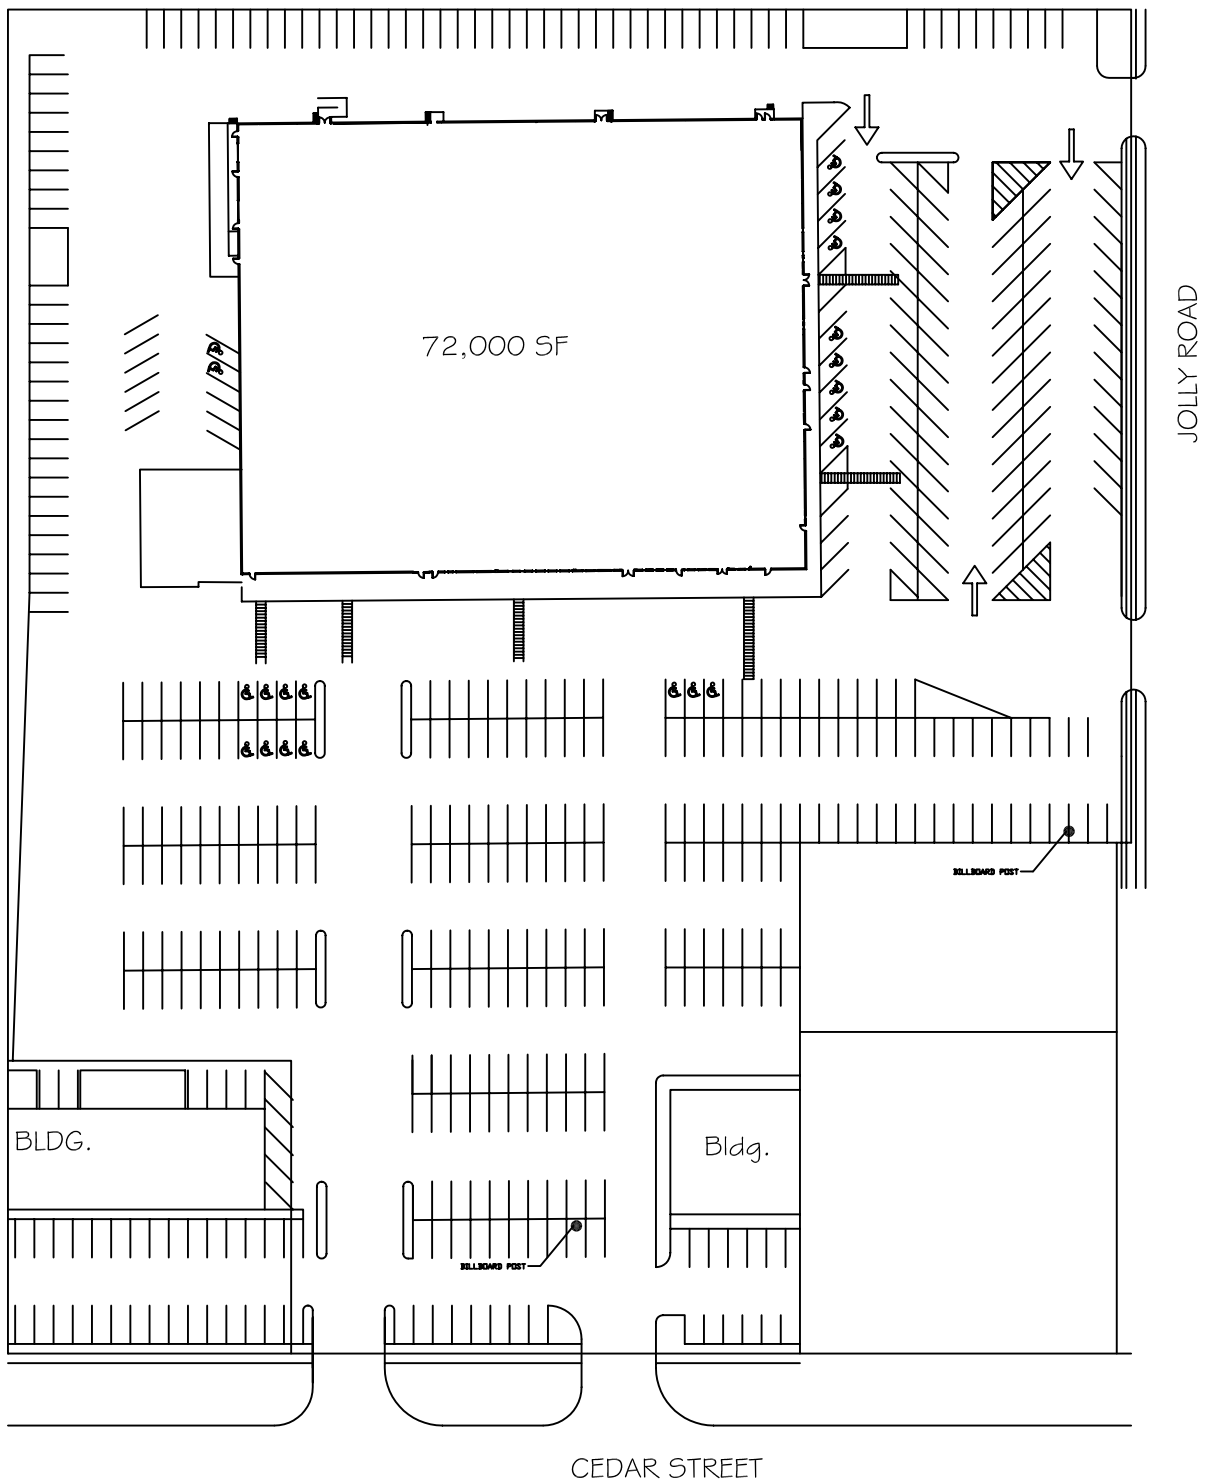 72,000 SF
JOLLY ROAD
BILLBOARD POST
BLDG.
Bldg.
BILLBOARD POST
CEDAR STREET